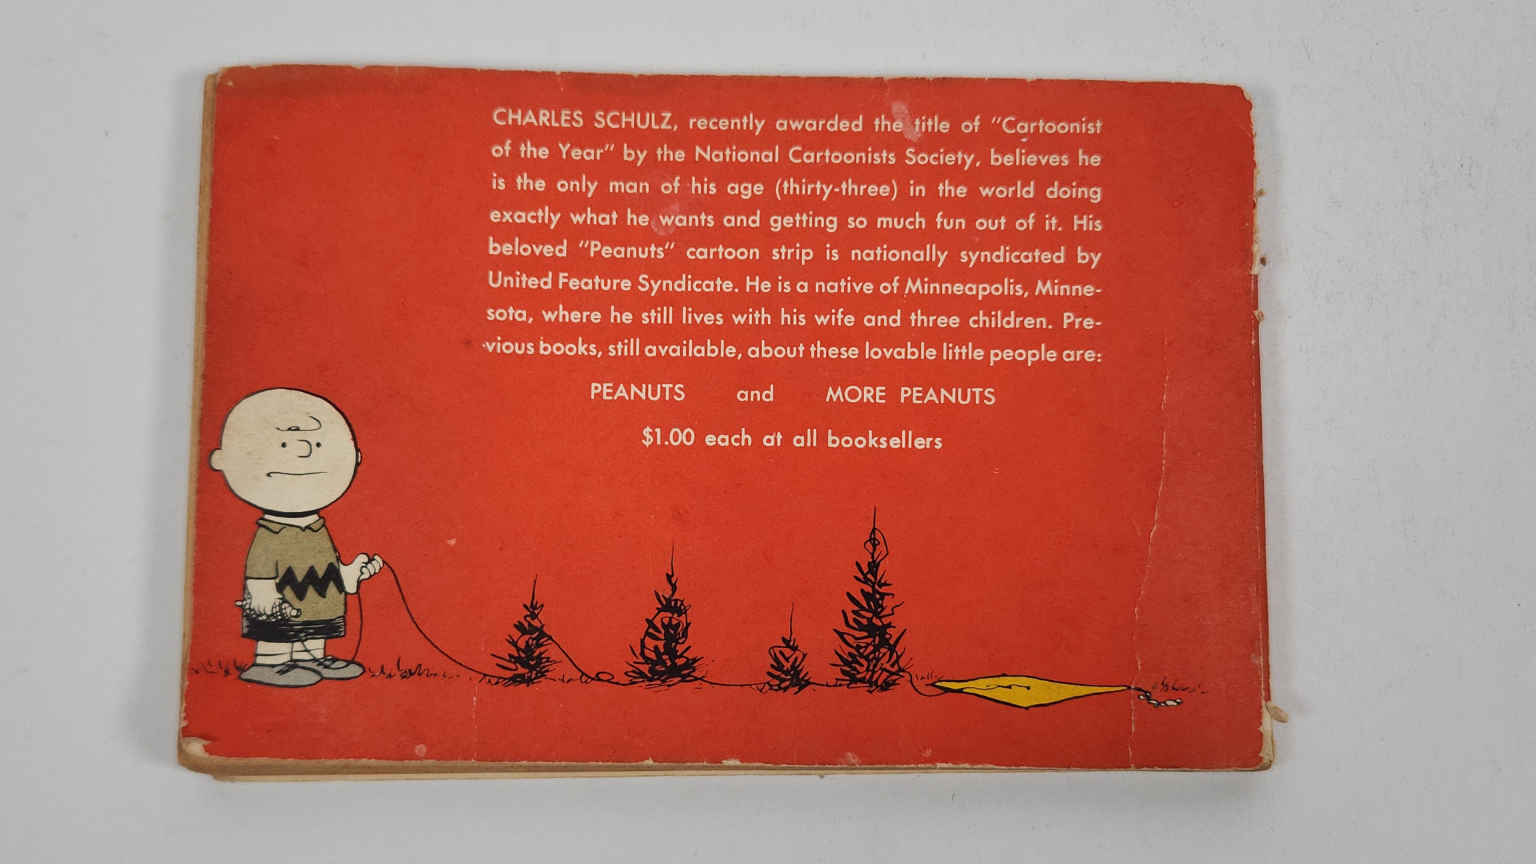 CHARLES SCHULZ, recently awarded the title of "Cartoonist
of the Year" by the National Cartoonists Society, believes he
is the only man of his age (thirty-three) in the world doing
exactly what he wants and getting so much fun out of it. His
beloved "Peanuts" cartoon strip is nationally syndicated by
United Feature Syndicate. He is a native of Minneapolis, Minne-
sota, where he still lives with his wife and three children. Pre-
vious books, still available, about these lovable little people are:
PEANUTS and MORE PEANUTS
$1.00 each at all booksellers